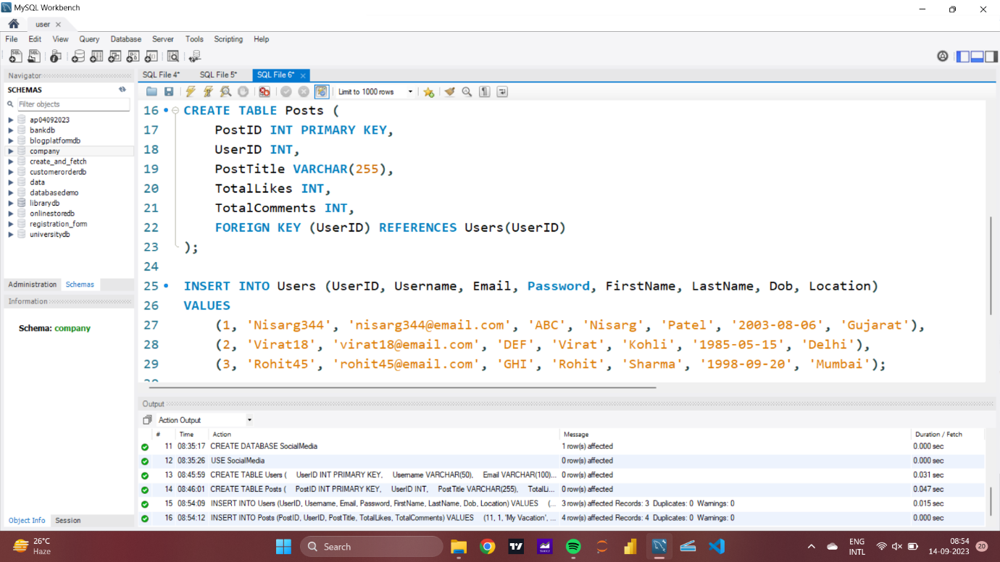 MySQL Workbench
user
File Edit View Query Database Server Tools Scripting Help
Navigator
SCHEMAS
Filter objects
ap04092023
bankdb
blogplatformdb
company
create_and_fetch
customerorderdb
data
databasedemo
librarydb
onlinestoredb
registration_form
universitydb
Administration Schemas
Information
Schema: company
Object Info Session
SQL File 4* SQL File 5* SQL File 6*
Limit to 1000 rows
16 CREATE TABLE Posts (
17 PostID INT PRIMARY KEY,
18 UserID INT,
19 PostTitle VARCHAR(255),
20 TotalLikes INT,
21 TotalComments INT,
22 FOREIGN KEY (UserID) REFERENCES Users(UserID)
23 );
24
25 INSERT INTO Users (UserID, Username, Email, Password, FirstName, LastName, Dob, Location)
26 VALUES
27 (1, 'Nisarg344', 'nisarg344@email.com', 'ABC', 'Nisarg', 'Patel', '2003-08-06', 'Gujarat'),
28 (2, 'Virat18', 'virat18@email.com', 'DEF', 'Virat', 'Kohli', '1985-05-15', 'Delhi'),
29 (3, 'Rohit45', 'rohit45@email.com', 'GHI', 'Rohit', 'Sharma', '1998-09-20', 'Mumbai');
Output
Action Output
# Time Action Message Duration / Fetch
11 08:35:17 CREATE DATABASE SocialMedia 1 row(s) affected 0.000 sec
12 08:35:26 USE SocialMedia 0 row(s) affected 0.000 sec
13 08:45:59 CREATE TABLE Users ( UserID INT PRIMARY KEY, Username VARCHAR(50), Email VARCHAR(100)... 0 row(s) affected 0.031 sec
14 08:46:01 CREATE TABLE Posts ( PostID INT PRIMARY KEY, UserID INT, PostTitle VARCHAR(255), TotalLi... 0 row(s) affected 0.047 sec
15 08:54:09 INSERT INTO Users (UserID, Username, Email, Password, FirstName, LastName, Dob, Location) VALUES (... 3 row(s) affected Records: 3 Duplicates: 0 Warnings: 0 0.015 sec
16 08:54:12 INSERT INTO Posts (PostID, UserID, PostTitle, TotalLikes, TotalComments) VALUES (11, 1, 'My Vacation', ... 4 row(s) affected Records: 4 Duplicates: 0 Warnings: 0 0.000 sec
26°C
Haze
Search
ENG
INTL
08:54
14-09-2023
20